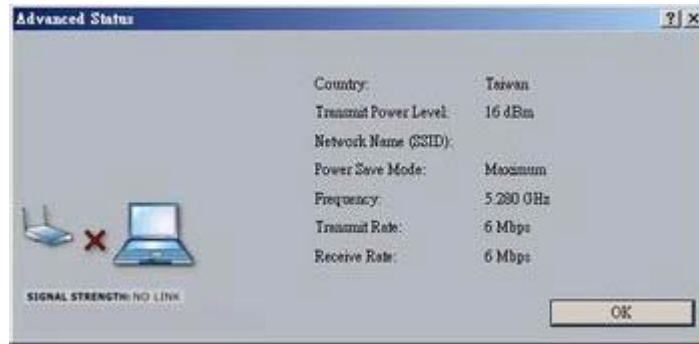 Advanced Status
Country: Taiwan
Transmit Power Level: 16 dBm
Network Name (SSID):
Power Save Mode: Maximum
Frequency: 5.280 GHz
Transmit Rate: 6 Mbps
Receive Rate: 6 Mbps
SIGNAL STRENGTH: NO LINK
OK